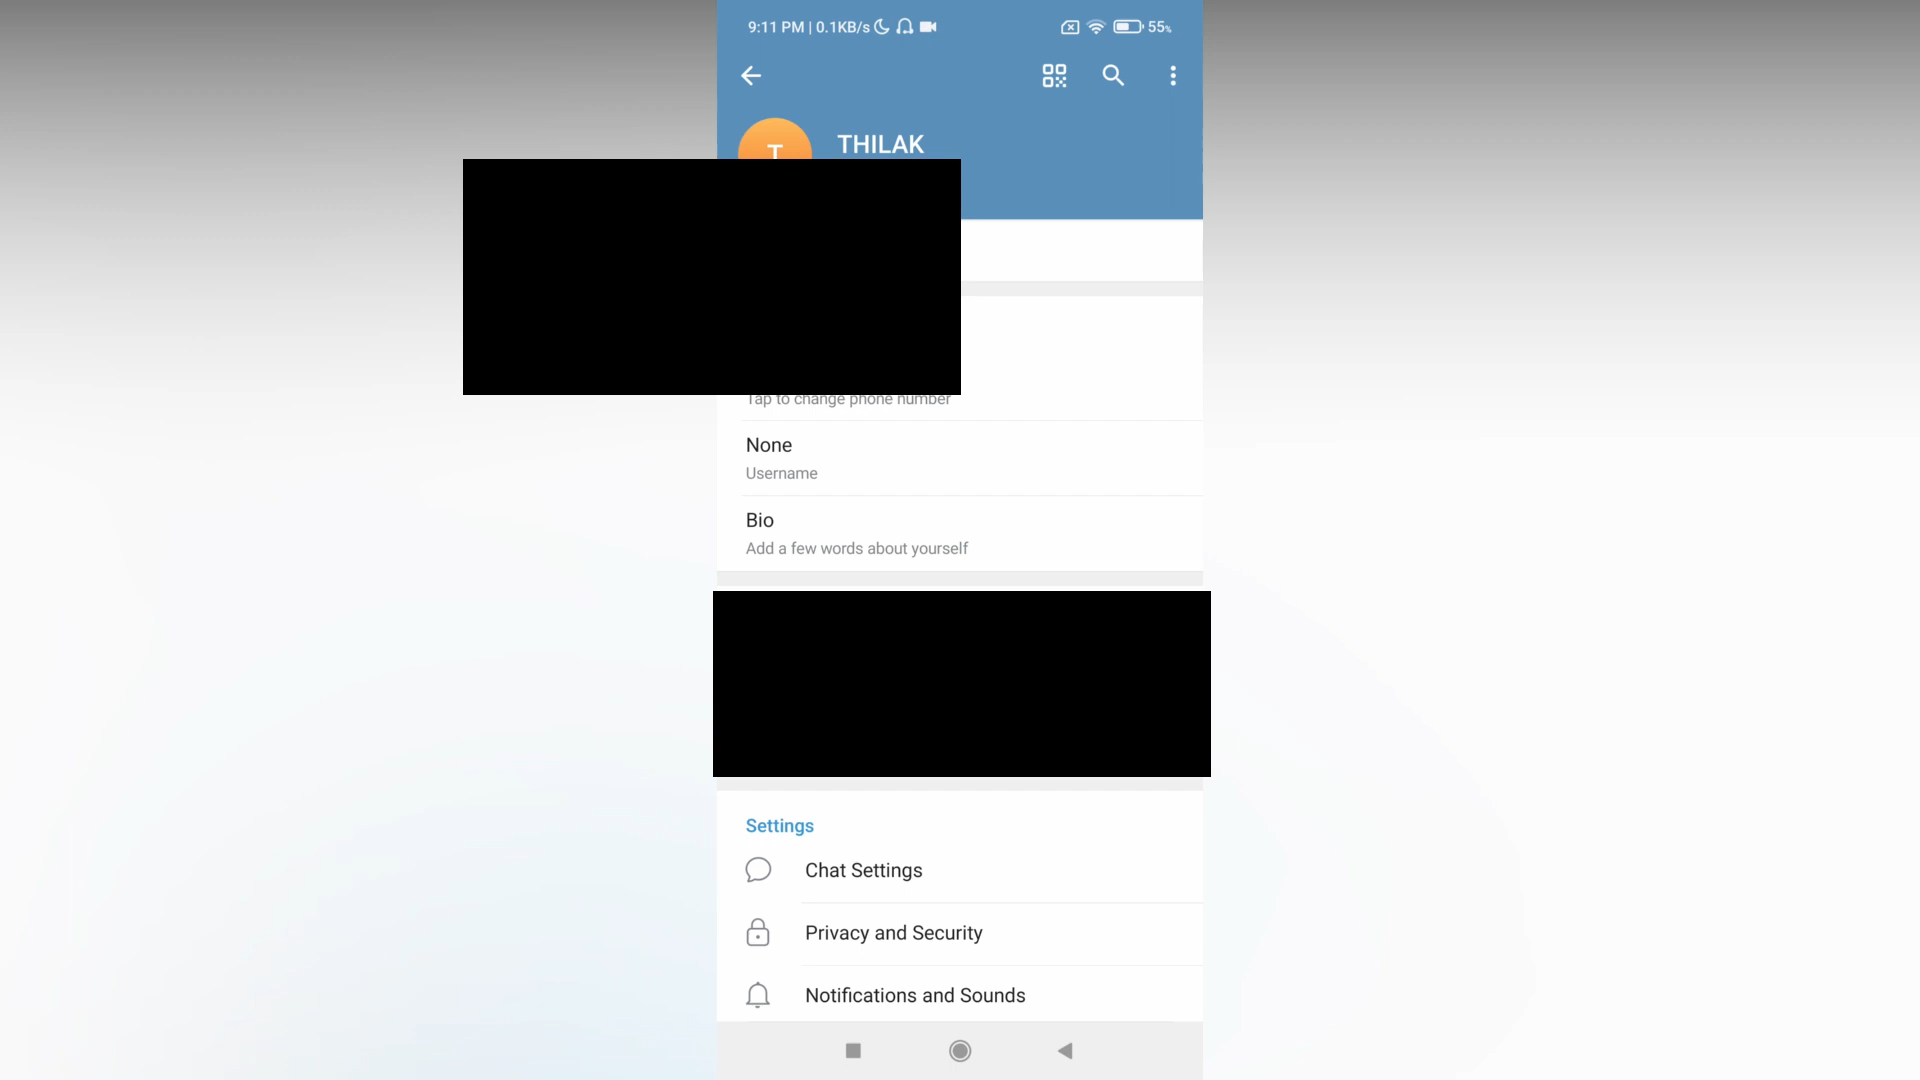 9:11 PM | 0.1KB/s 55%
T
THILAK
Tap to change phone number
None
Username
Bio
Add a few words about yourself
Settings
Chat Settings
Privacy and Security
Notifications and Sounds